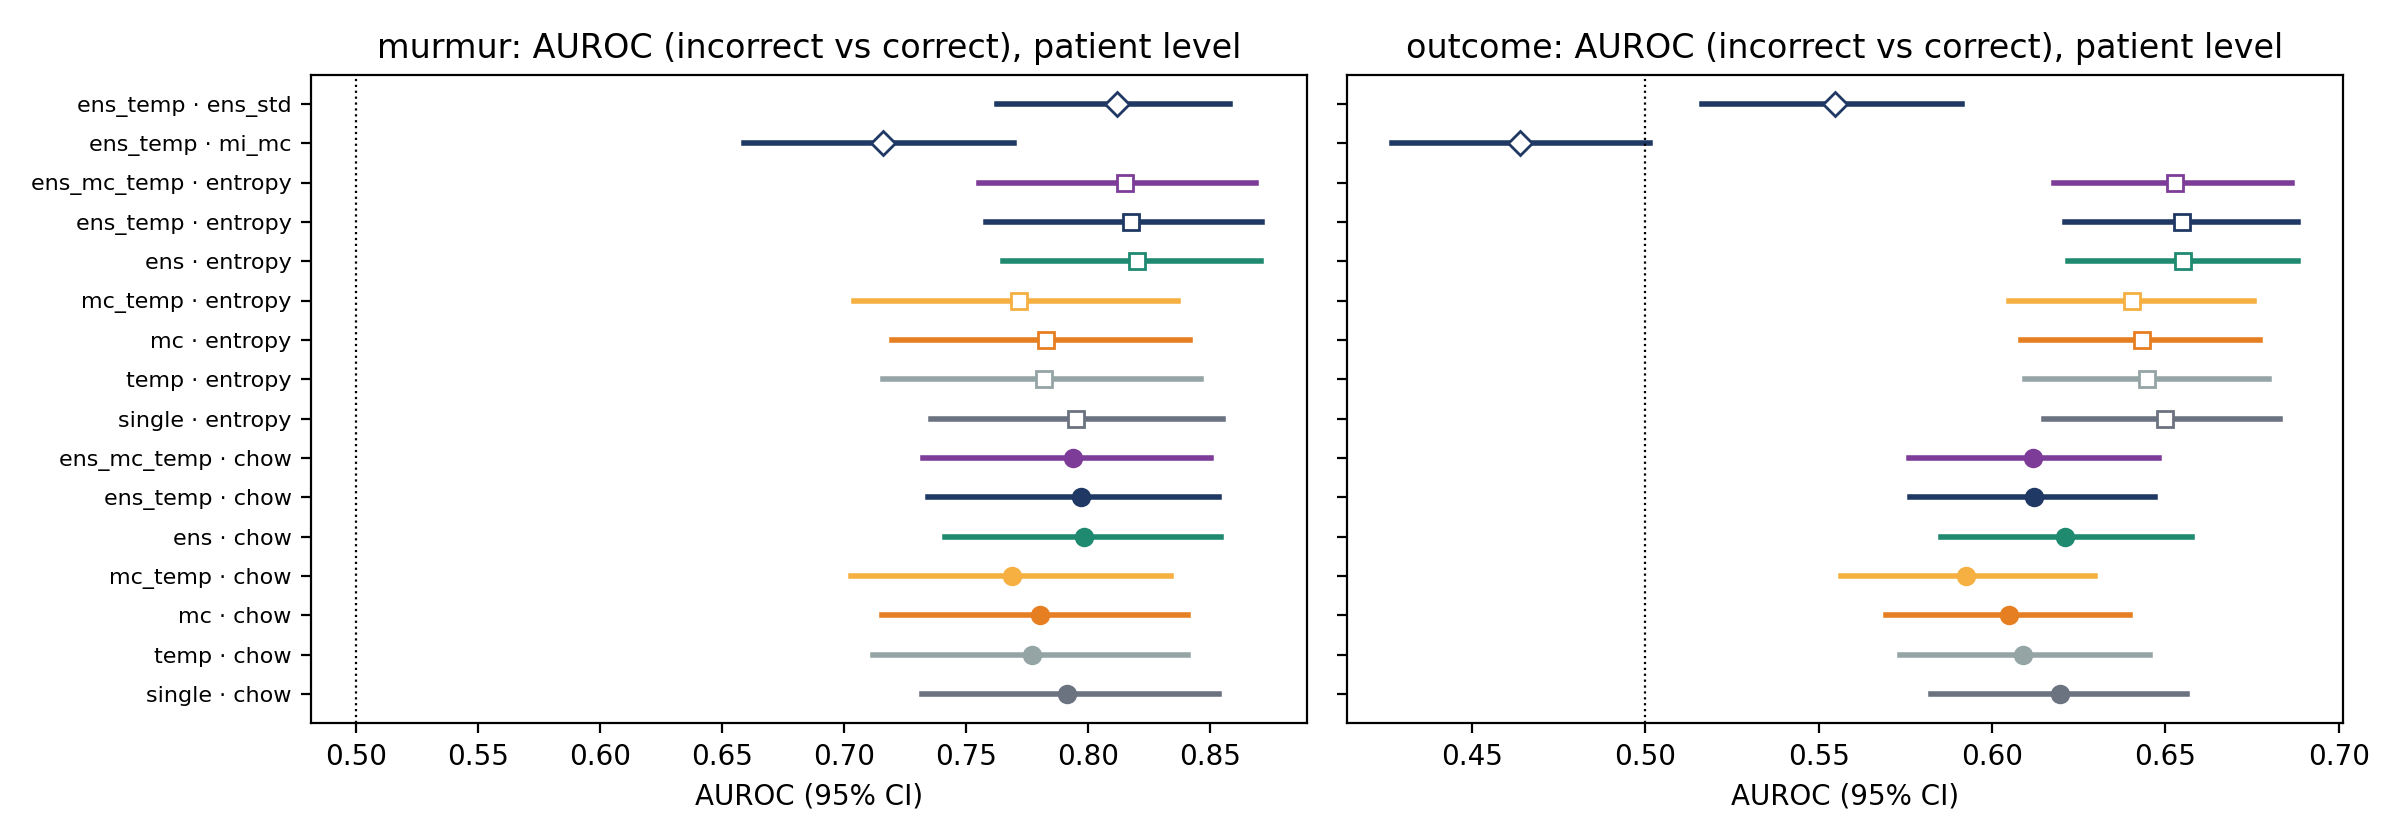 murmur: AUROC (incorrect vs correct), patient level
ens_temp · ens_std
ens_temp · mi_mc
ens_mc_temp · entropy
ens_temp · entropy
ens · entropy
mc_temp · entropy
mc · entropy
temp · entropy
single · entropy
ens_mc_temp · chow
ens_temp · chow
ens · chow
mc_temp · chow
mc · chow
temp · chow
single · chow
0.50 0.55 0.60 0.65 0.70 0.75 0.80 0.85
AUROC (95% CI)
outcome: AUROC (incorrect vs correct), patient level
0.45 0.50 0.55 0.60 0.65 0.70
AUROC (95% CI)